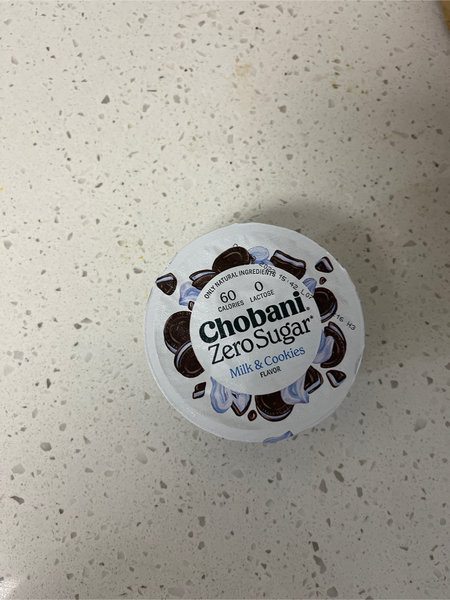 ONLY NATURAL INGREDIENTS
60 0
CALORIES LACTOSE
Chobani®
Zero Sugar*
Milk & Cookies
FLAVOR